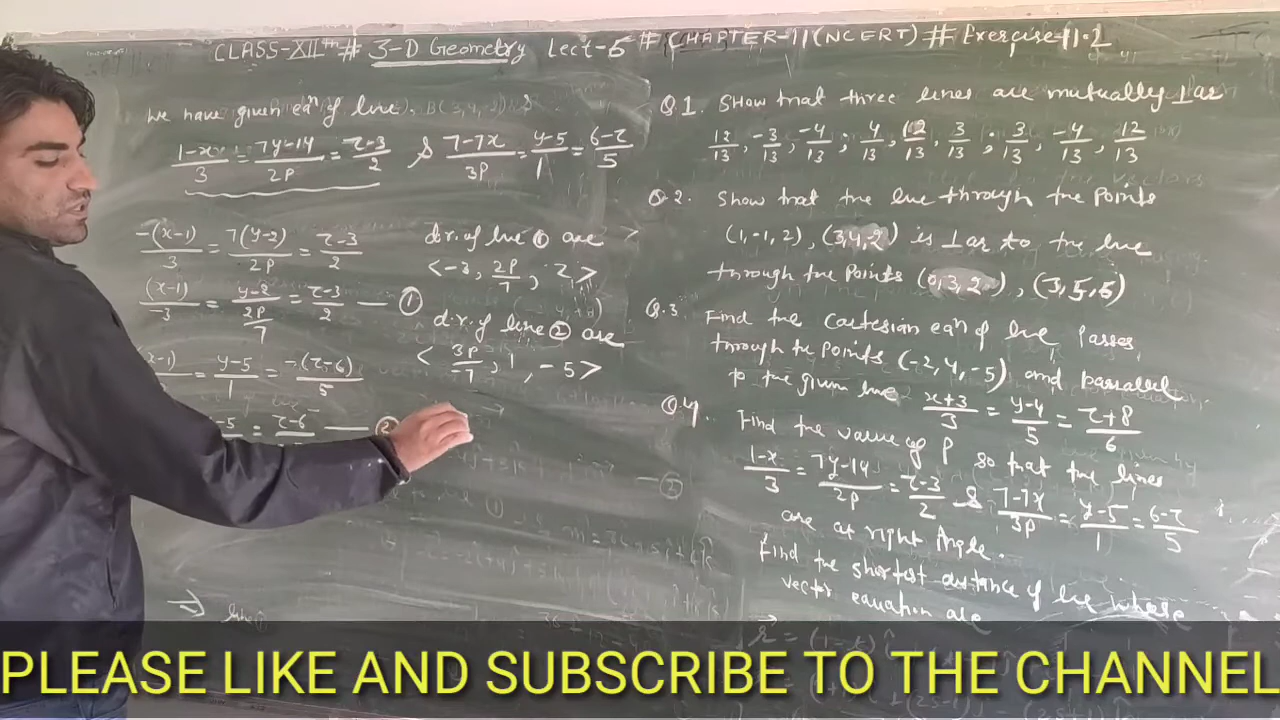 CLASS-XIIth # 3-D Geometry Lect-5 # CHAPTER-11(NCERT) # Exercise-11.2
We have given eqn of line.
1-x/3 = 7y-14/2p = z-3/2 & 7-7x/3p = y-5/1 = 6-z/5
-(x-1)/3 = 7(y-2)/2p = z-3/2
(x-1)/-3 = y-2/(2p/7) = z-3/2 — ①
x-1) = y-5/1 = -(z-6)/5
-5 = z-6 — ②
d.r. of line ① are
<-3, 2p/7, 2>
d.r. of line ② are
< 3p/-7, 1, -5>
⇒ line ①
Q.1. Show that three lines are mutually ⊥ar
12/13, -3/13, -4/13 ; 4/13, 12/13, 3/13 ; 3/13, -4/13, 12/13
Q.2. Show that the line through the Points
(1,-1,2), (3,4,-2) is ⊥ar to the line
through the Points (0,3,2), (3,5,6)
Q.3 Find the Cartesian eqn of line Passes
through the Points (-2,4,-5) and parallel
to the given line x+3/3 = y-4/5 = z+8/6
Q.4. Find the value of P so that the lines
1-x/3 = 7y-14/2p = z-3/2 & 7-7x/3p = y-5/1 = 6-z/5
are at right Angle.
Find the shortest distance of line whose
vector equation are
PLEASE LIKE AND SUBSCRIBE TO THE CHANNEL